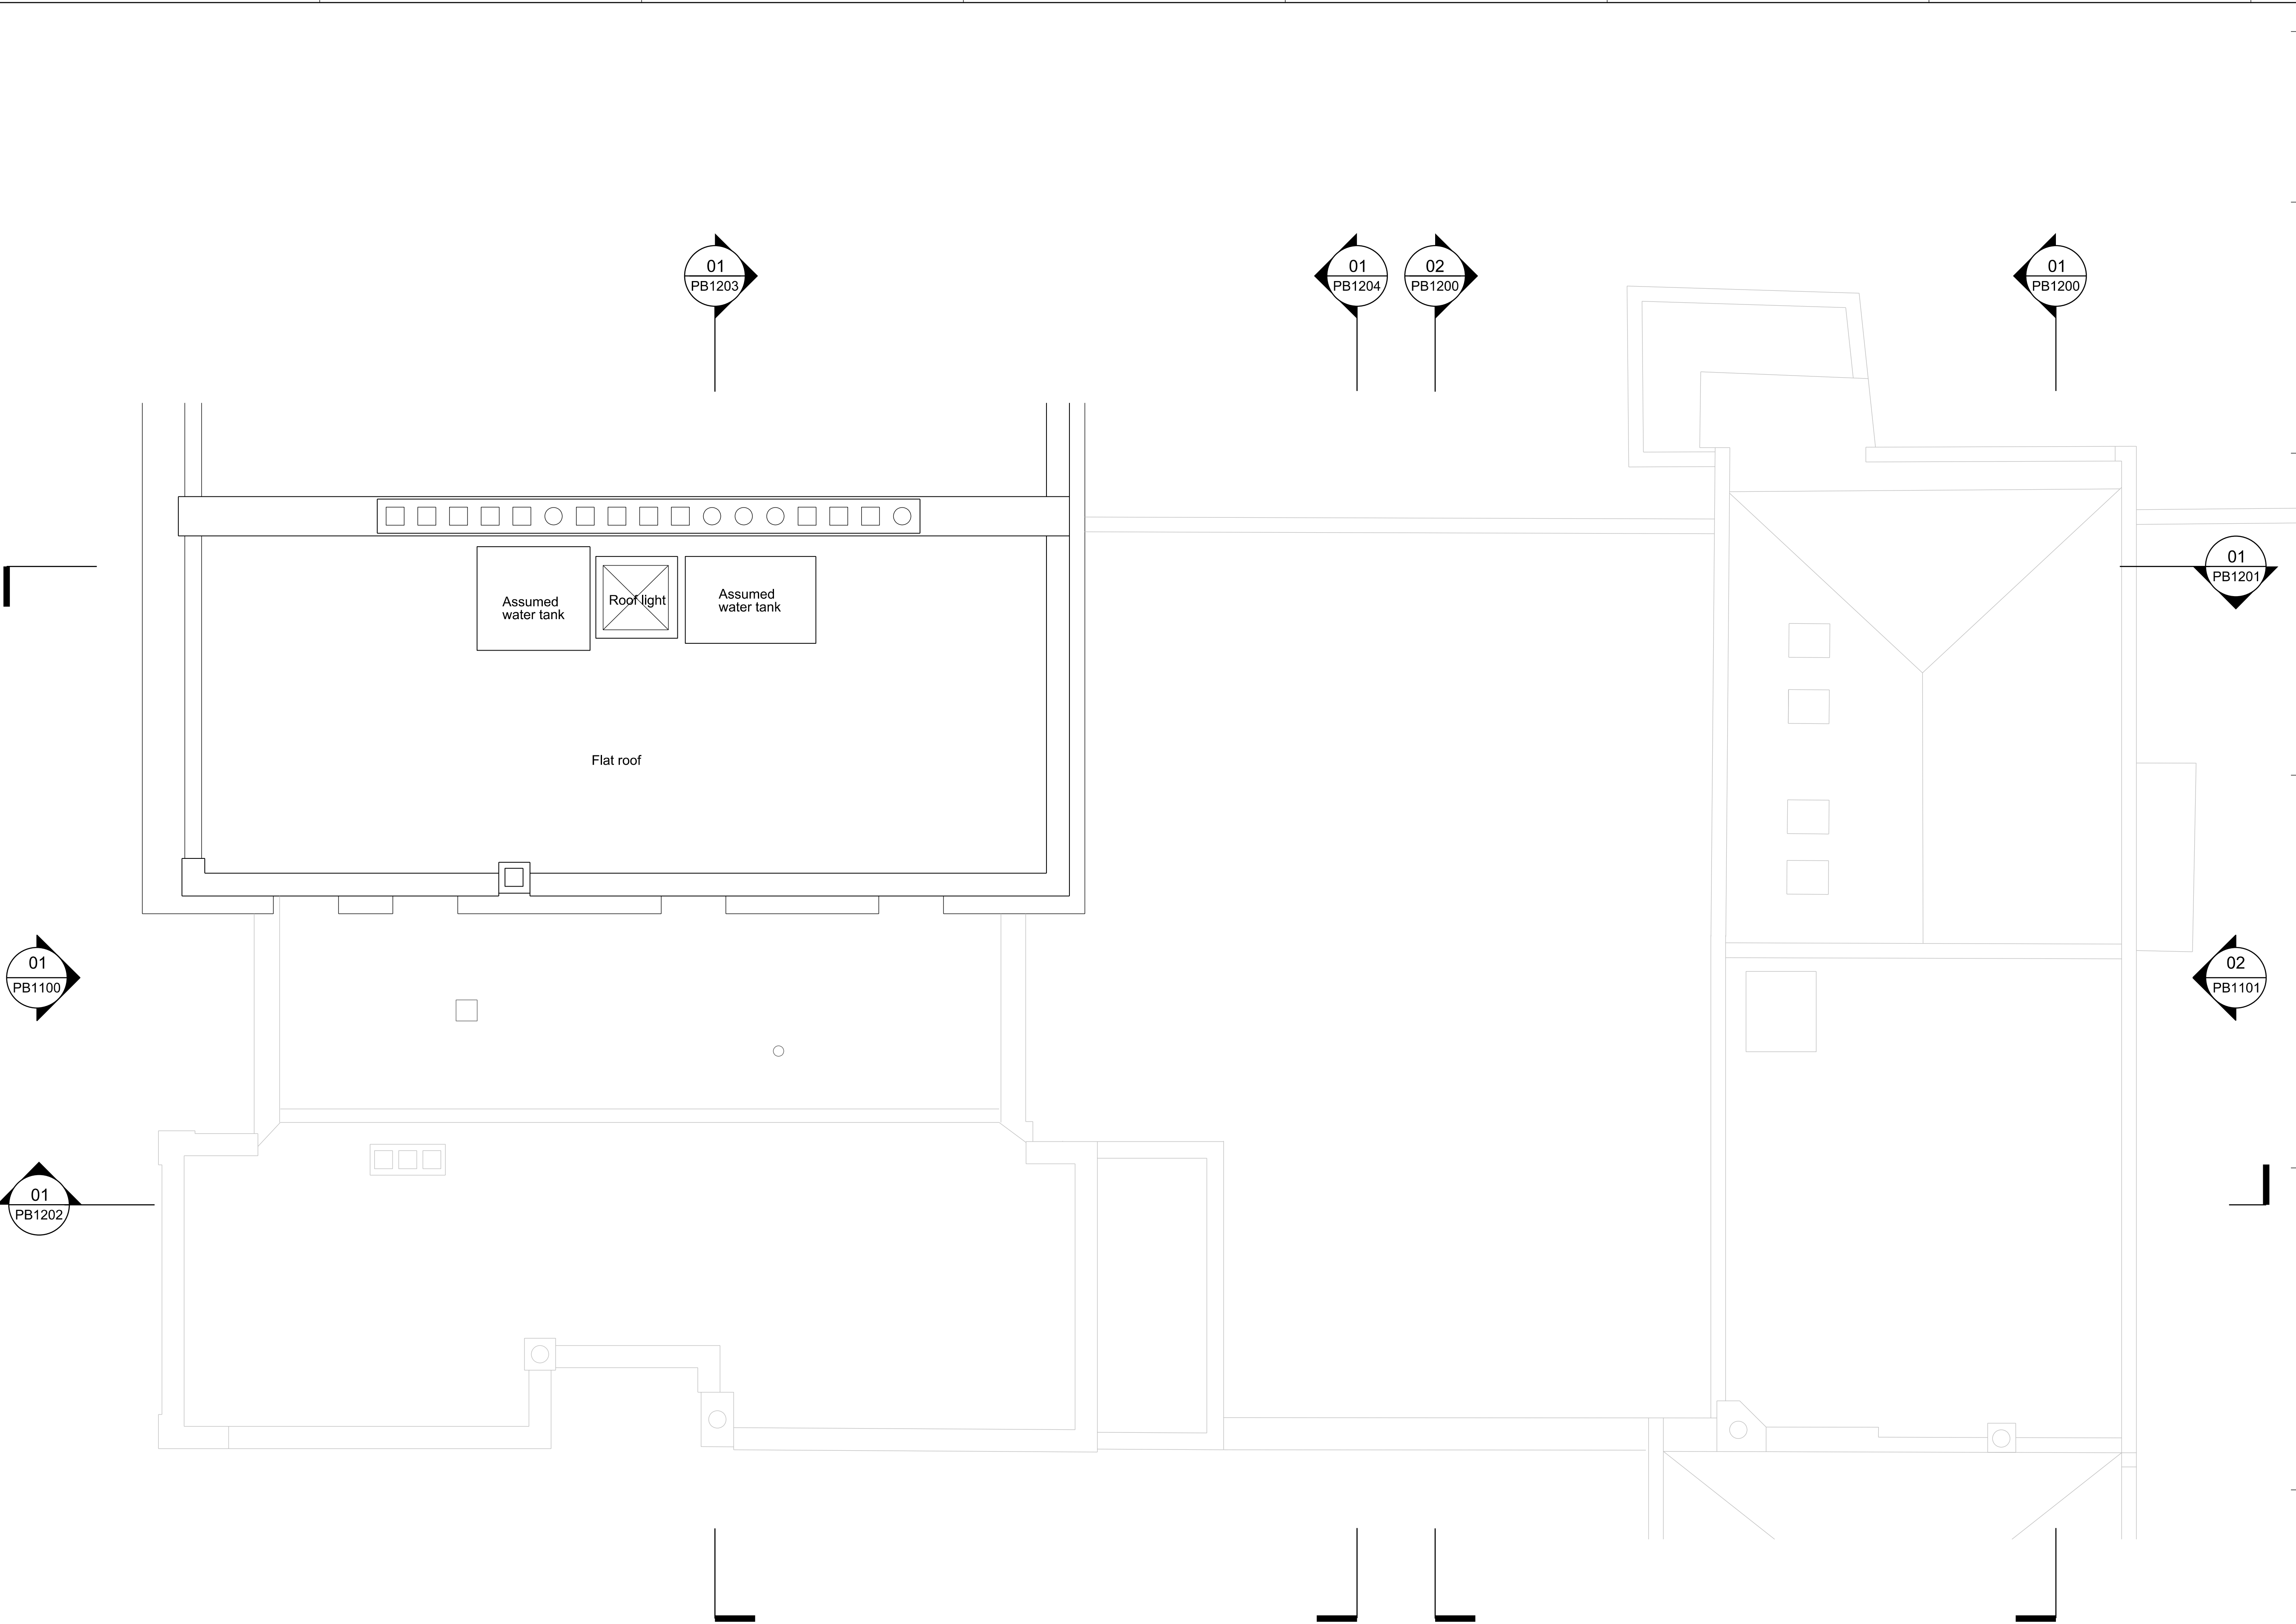 01
PB1203
01
PB1204
02
PB1200
01
PB1200
01
PB1201
Assumed
water tank
Roof light
Assumed
water tank
Flat roof
01
PB1100
02
PB1101
01
PB1202